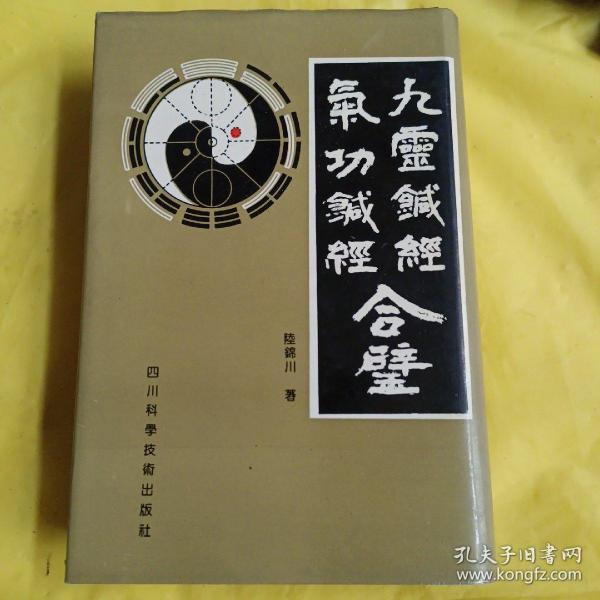 九靈鍼經
氣功鍼經
合璧
陸錦川 著
四川科學技術出版社
孔夫子旧书网
www.kongfz.com